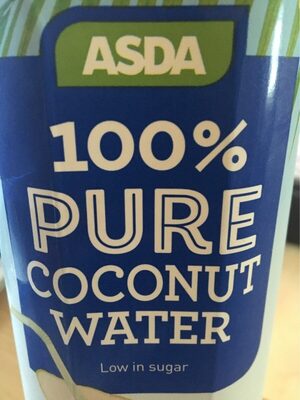 ASDA
100%
PURE
COCONUT
WATER
Low in sugar